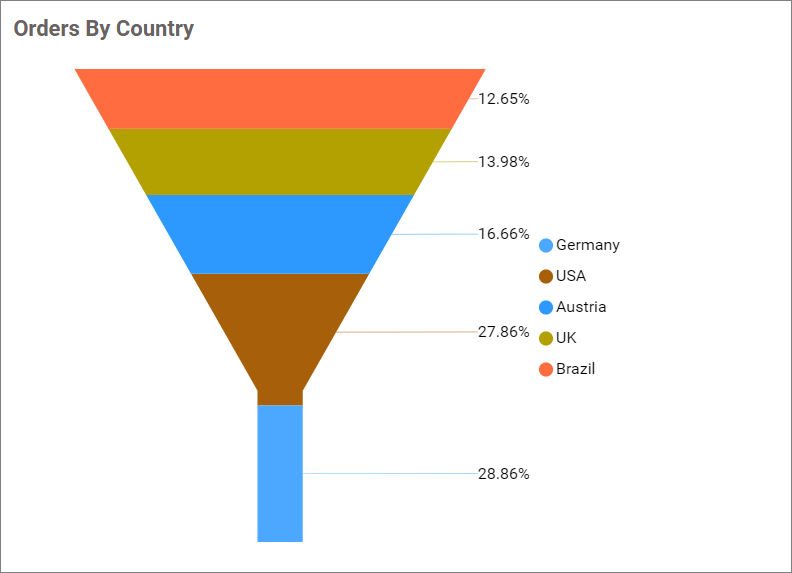 Orders By Country
12.65%
13.98%
16.66%
27.86%
28.86%
Germany
USA
Austria
UK
Brazil